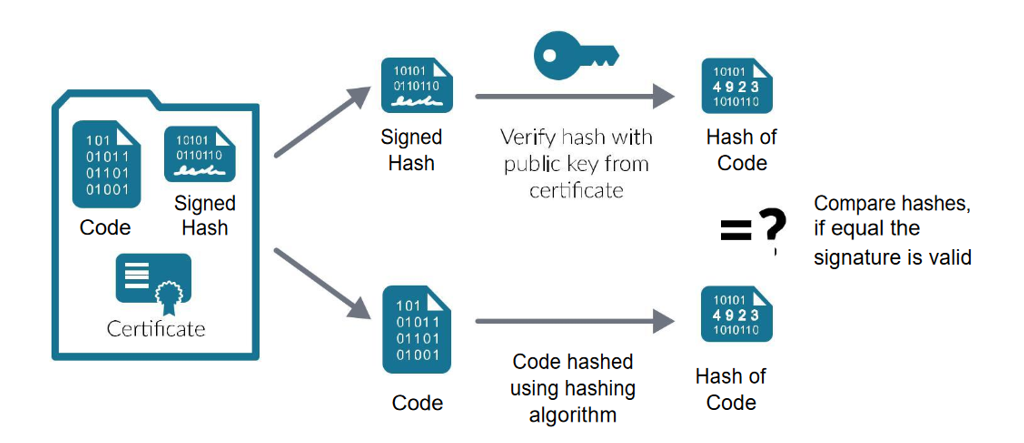 10101
0110110
Signed
Hash
Verify hash with
public key from
certificate
10101
4923
1010110
Hash of
Code
101
01011
01101
01001
Code
10101
0110110
Signed
Hash
Certificate
=?
Compare hashes,
if equal the
signature is valid
101
01011
01101
01001
Code
Code hashed
using hashing
algorithm
10101
4923
1010110
Hash of
Code